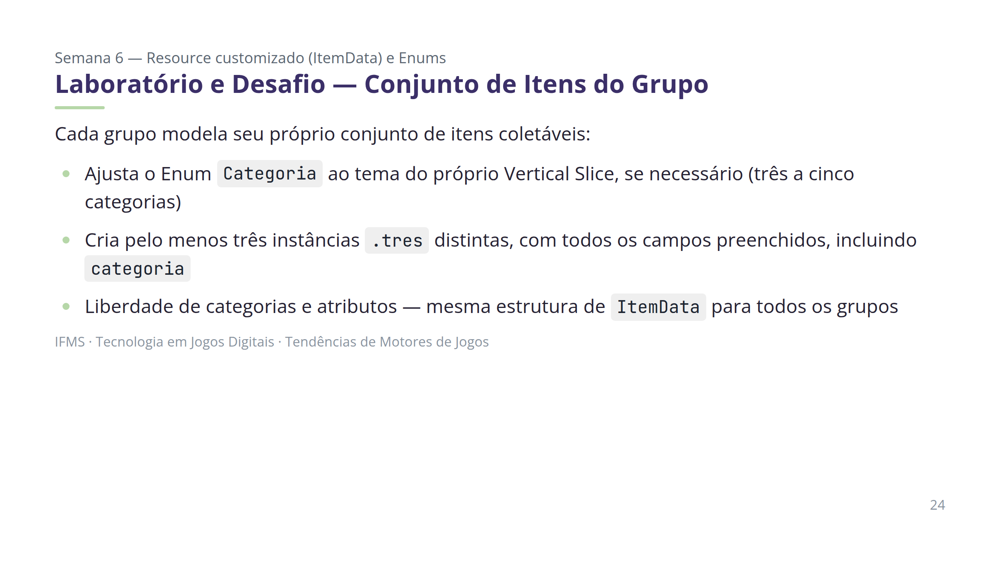 Semana 6 — Resource customizado (ItemData) e Enums
Laboratório e Desafio — Conjunto de Itens do Grupo
Cada grupo modela seu próprio conjunto de itens coletáveis:
Ajusta o Enum Categoria ao tema do próprio Vertical Slice, se necessário (três a cinco
categorias)
Cria pelo menos três instâncias .tres distintas, com todos os campos preenchidos, incluindo
categoria
Liberdade de categorias e atributos — mesma estrutura de ItemData para todos os grupos
IFMS · Tecnologia em Jogos Digitais · Tendências de Motores de Jogos
24